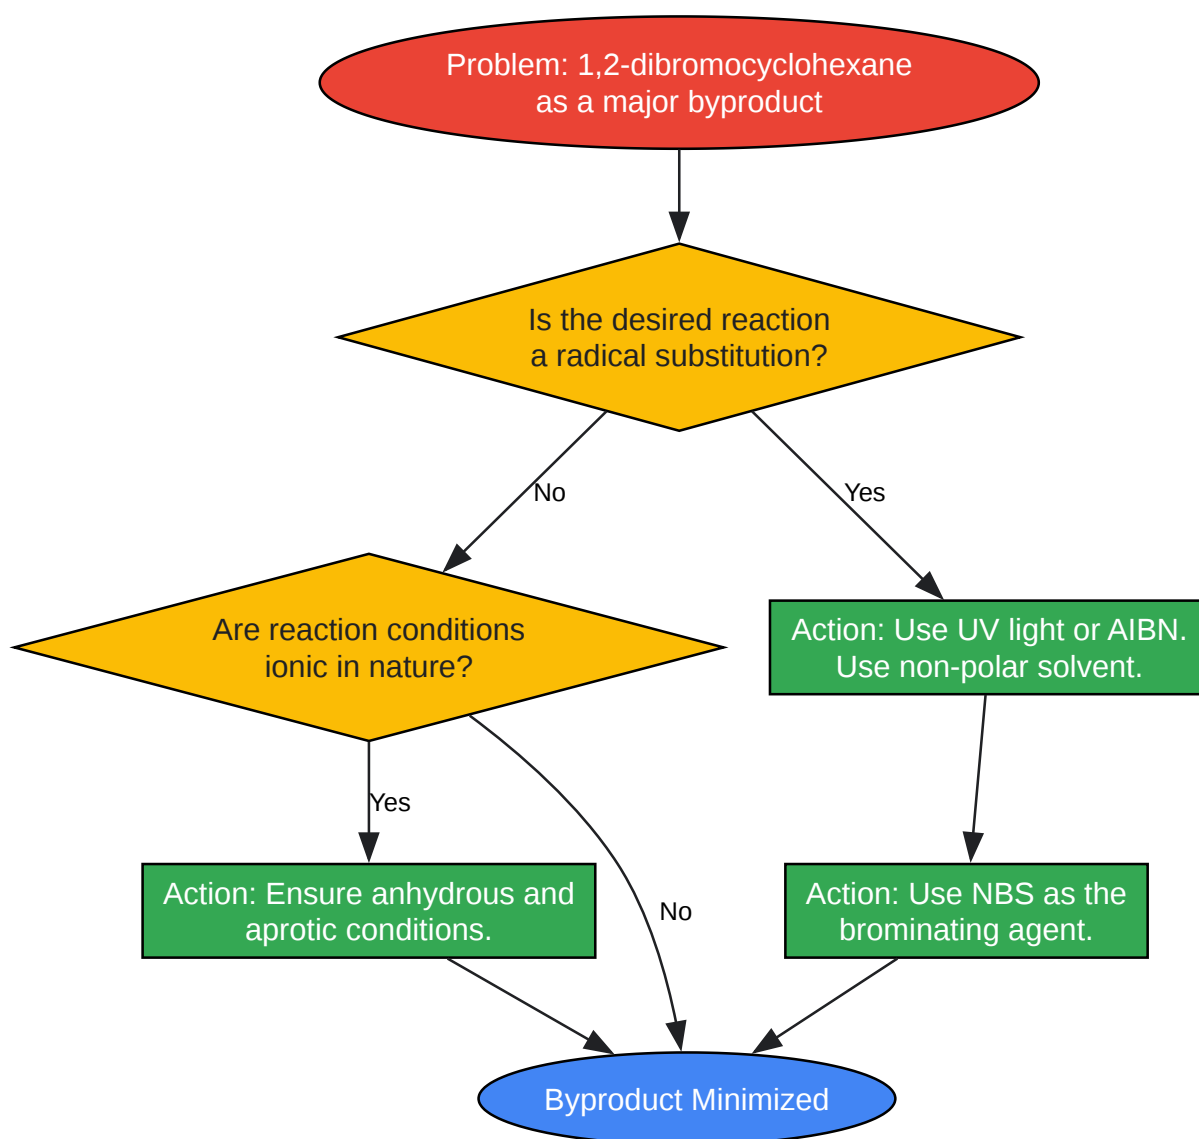 Problem: 1,2-dibromocyclohexane
as a major byproduct
Is the desired reaction
a radical substitution?
No
Yes
Are reaction conditions
ionic in nature?
Action: Use UV light or AIBN.
Use non-polar solvent.
Yes
No
Action: Ensure anhydrous and
aprotic conditions.
Action: Use NBS as the
brominating agent.
Byproduct Minimized